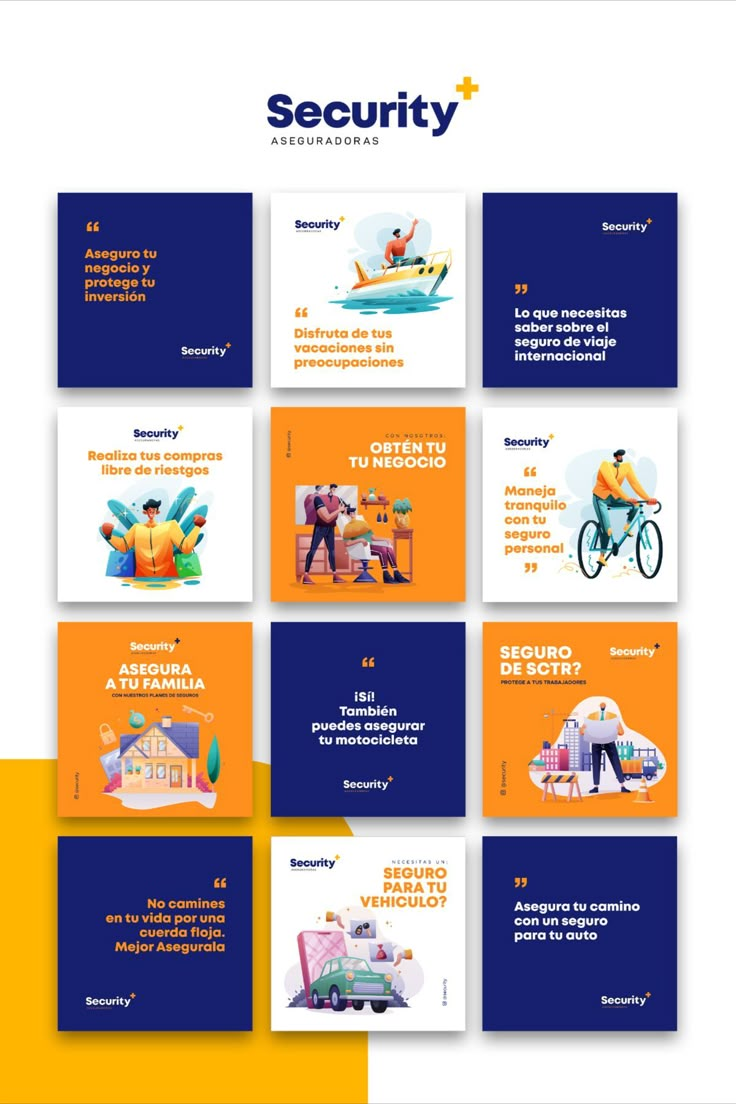 Security+
ASEGURADORAS
“
Aseguro tu
negocio y
protege tu
inversión
Security+
Security+
ASEGURADORAS
“
Disfruta de tus
vacaciones sin
preocupaciones
Security+
”
Lo que necesitas
saber sobre el
seguro de viaje
internacional
Security+
ASEGURADORAS
Realiza tus compras
libre de riestgos
@security
CON NOSOTROS:
OBTÉN TU
TU NEGOCIO
Security+
ASEGURADORAS
“
Maneja
tranquilo
con tu
seguro
personal
”
Security+
ASEGURA
A TU FAMILIA
CON NUESTROS PLANES DE SEGUROS
@security
“
¡Sí!
También
puedes asegurar
tu motocicleta
Security+
SEGURO
DE SCTR?
Security+
PROTEGE A TUS TRABAJADORES
@security
“
No camines
en tu vida por una
cuerda floja.
Mejor Asegurala
Security+
Security+
ASEGURADORAS
NECESITAS UN:
SEGURO
PARA TU
VEHICULO?
@security
”
Asegura tu camino
con un seguro
para tu auto
Security+